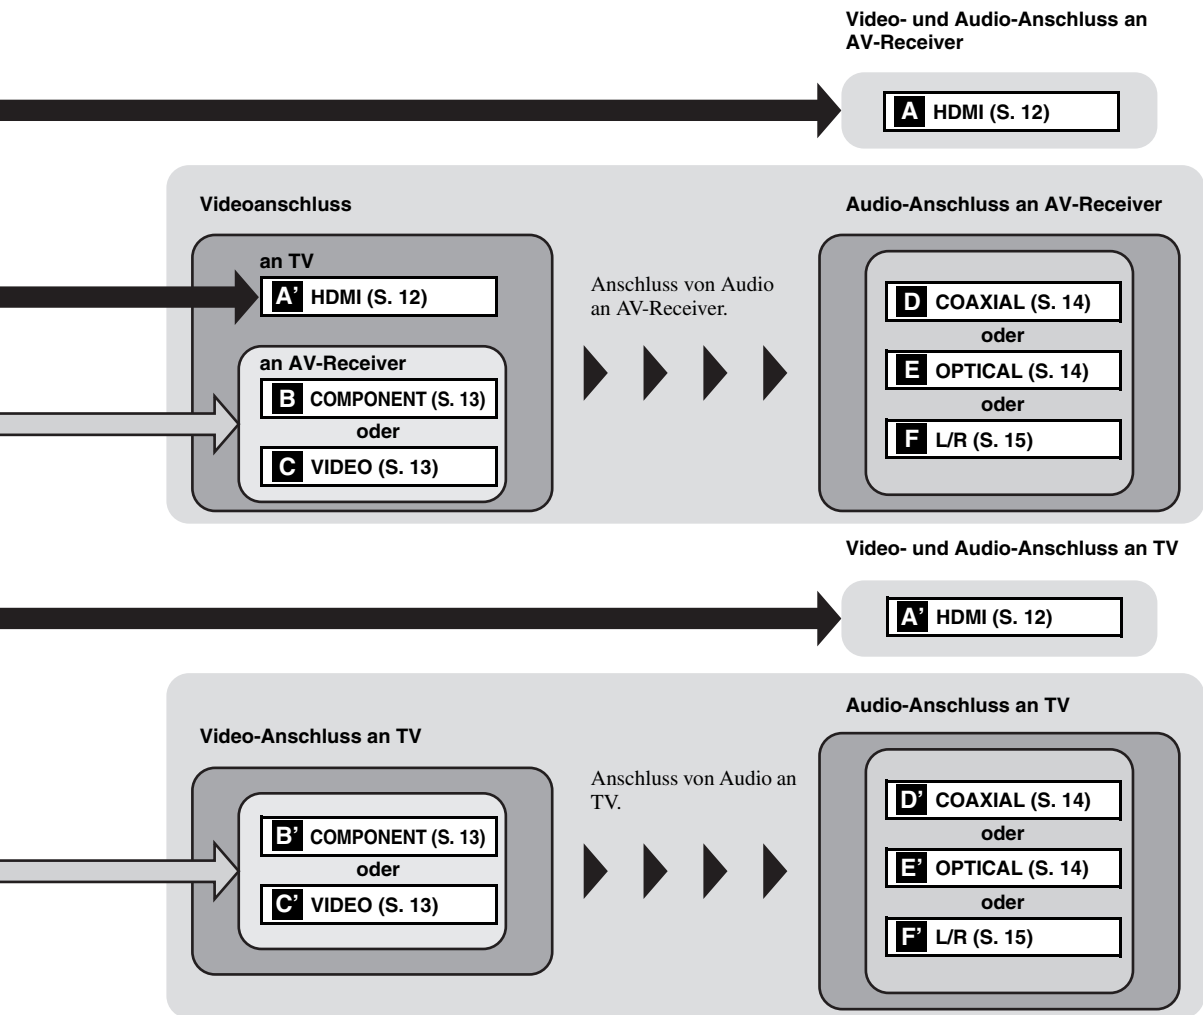 Video- und Audio-Anschluss an
AV-Receiver
A HDMI (S. 12)
Videoanschluss
an TV
A’ HDMI (S. 12)
an AV-Receiver
B COMPONENT (S. 13)
oder
C VIDEO (S. 13)
Anschluss von Audio
an AV-Receiver.
Audio-Anschluss an AV-Receiver
D COAXIAL (S. 14)
oder
E OPTICAL (S. 14)
oder
F L/R (S. 15)
Video- und Audio-Anschluss an TV
A’ HDMI (S. 12)
Video-Anschluss an TV
B’ COMPONENT (S. 13)
oder
C’ VIDEO (S. 13)
Anschluss von Audio an
TV.
Audio-Anschluss an TV
D’ COAXIAL (S. 14)
oder
E’ OPTICAL (S. 14)
oder
F’ L/R (S. 15)